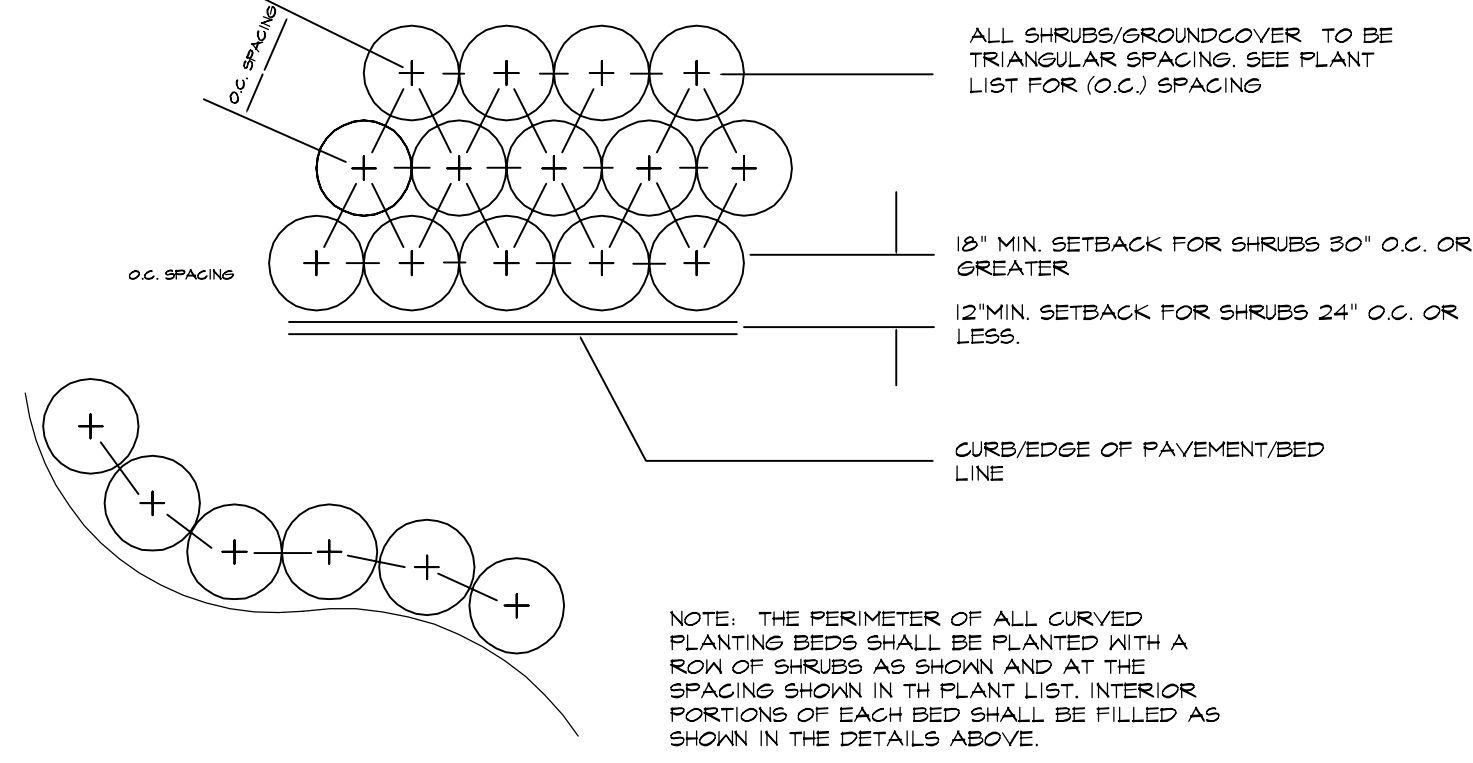 O.C. SPACING
ALL SHRUBS/GROUNDCOVER TO BE
TRIANGULAR SPACING. SEE PLANT
LIST FOR (O.C.) SPACING
18" MIN. SETBACK FOR SHRUBS 30" O.C. OR
GREATER
O.C. SPACING
12"MIN. SETBACK FOR SHRUBS 24" O.C. OR
LESS.
CURB/EDGE OF PAVEMENT/BED
LINE
NOTE: THE PERIMETER OF ALL CURVED
PLANTING BEDS SHALL BE PLANTED WITH A
ROW OF SHRUBS AS SHOWN AND AT THE
SPACING SHOWN IN TH PLANT LIST. INTERIOR
PORTIONS OF EACH BED SHALL BE FILLED AS
SHOWN IN THE DETAILS ABOVE.